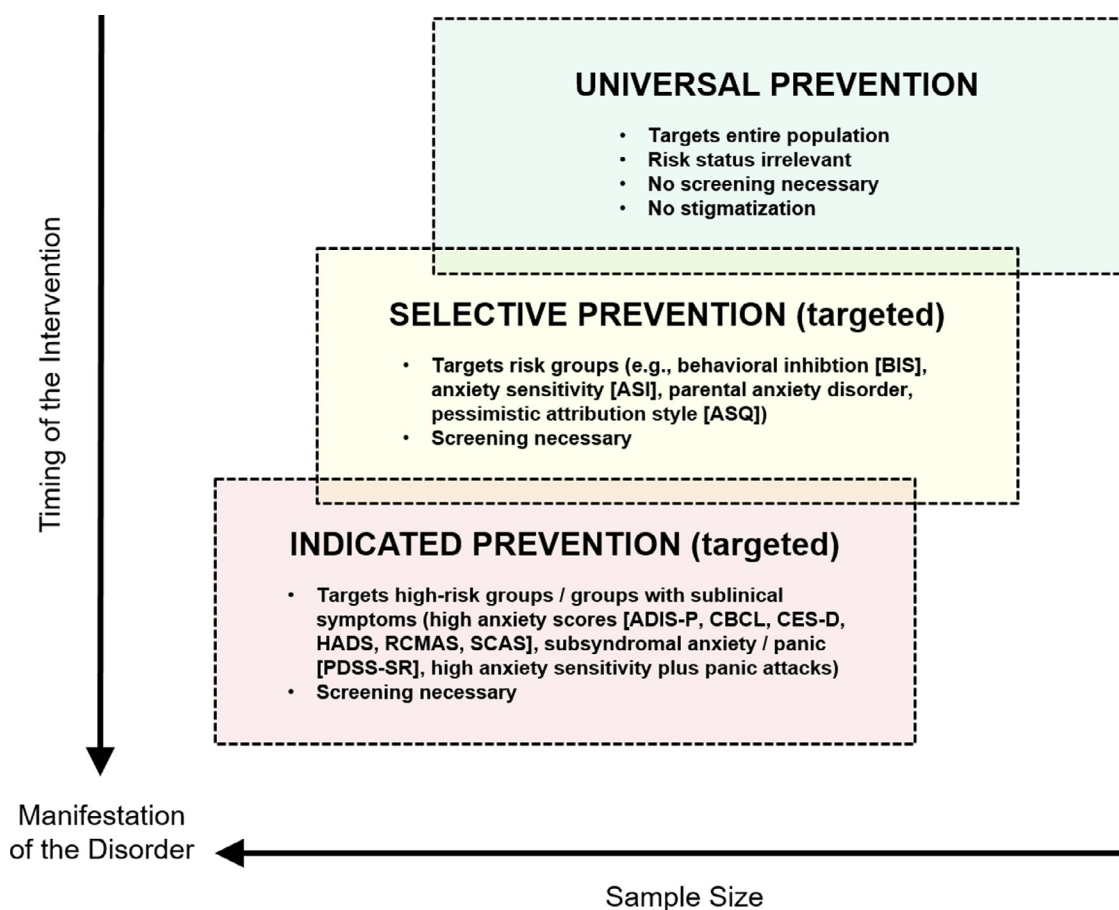 UNIVERSAL PREVENTION
• Targets entire population
• Risk status irrelevant
• No screening necessary
• No stigmatization
SELECTIVE PREVENTION (targeted)
• Targets risk groups (e.g., behavioral inhibtion [BIS],
anxiety sensitivity [ASI], parental anxiety disorder,
pessimistic attribution style [ASQ])
• Screening necessary
INDICATED PREVENTION (targeted)
• Targets high-risk groups / groups with sublinical
symptoms (high anxiety scores [ADIS-P, CBCL, CES-D,
HADS, RCMAS, SCAS], subsyndromal anxiety / panic
[PDSS-SR], high anxiety sensitivity plus panic attacks)
• Screening necessary
Timing of the Intervention
Manifestation
of the Disorder
Sample Size